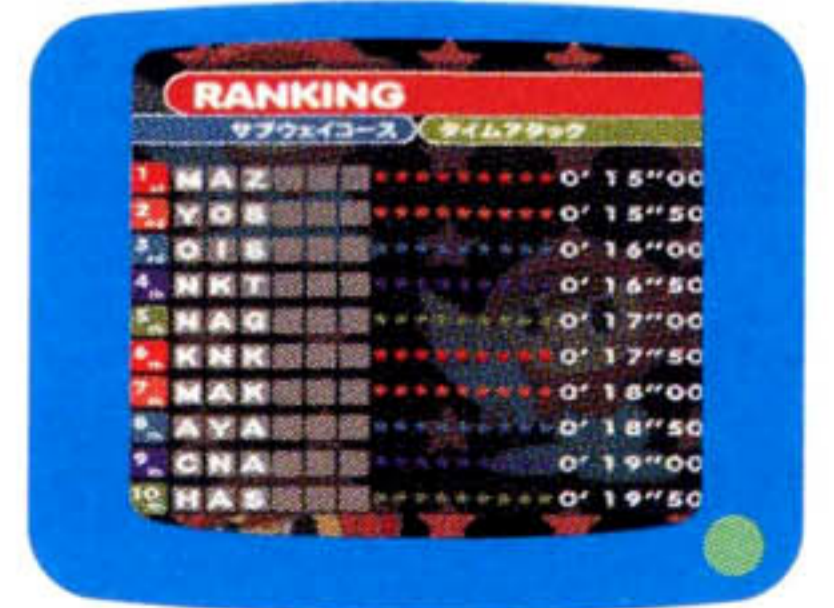 RANKING
サブウェイコース タイムアタック
1st MAZ 0'15"00
2nd YOS 0'15"50
3rd OIS 0'16"00
4th NKT 0'16"50
5th NAG 0'17"00
6th KNK 0'17"50
7th MAK 0'18"00
8th AYA 0'18"50
9th CNA 0'19"00
10th HAS 0'19"50